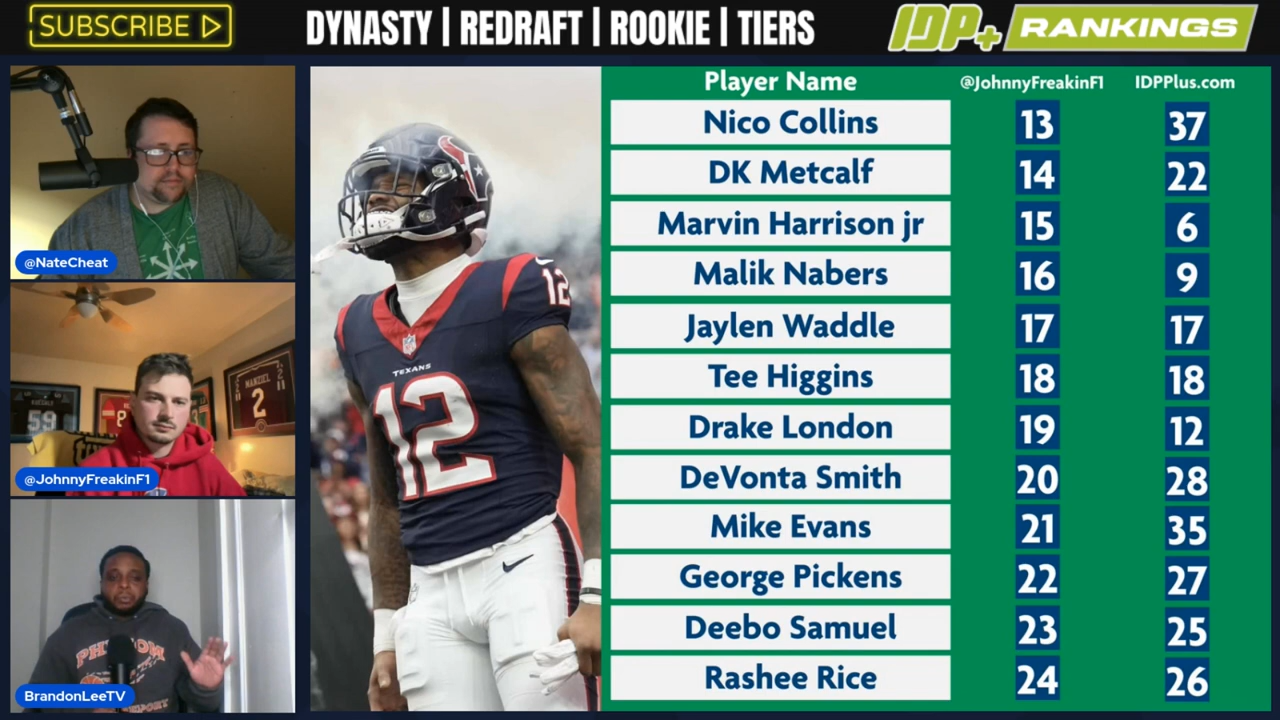 SUBSCRIBE
DYNASTY | REDRAFT | ROOKIE | TIERS
IDP+ RANKINGS
Player Name @JohnnyFreakinF1 IDPPlus.com
Nico Collins 13 37
DK Metcalf 14 22
Marvin Harrison jr 15 6
Malik Nabers 16 9
Jaylen Waddle 17 17
Tee Higgins 18 18
Drake London 19 12
DeVonta Smith 20 28
Mike Evans 21 35
George Pickens 22 27
Deebo Samuel 23 25
Rashee Rice 24 26
@NateCheat
59
MANZIEL
2
@JohnnyFreakinF1
BrandonLeeTV
12
TEXANS
12